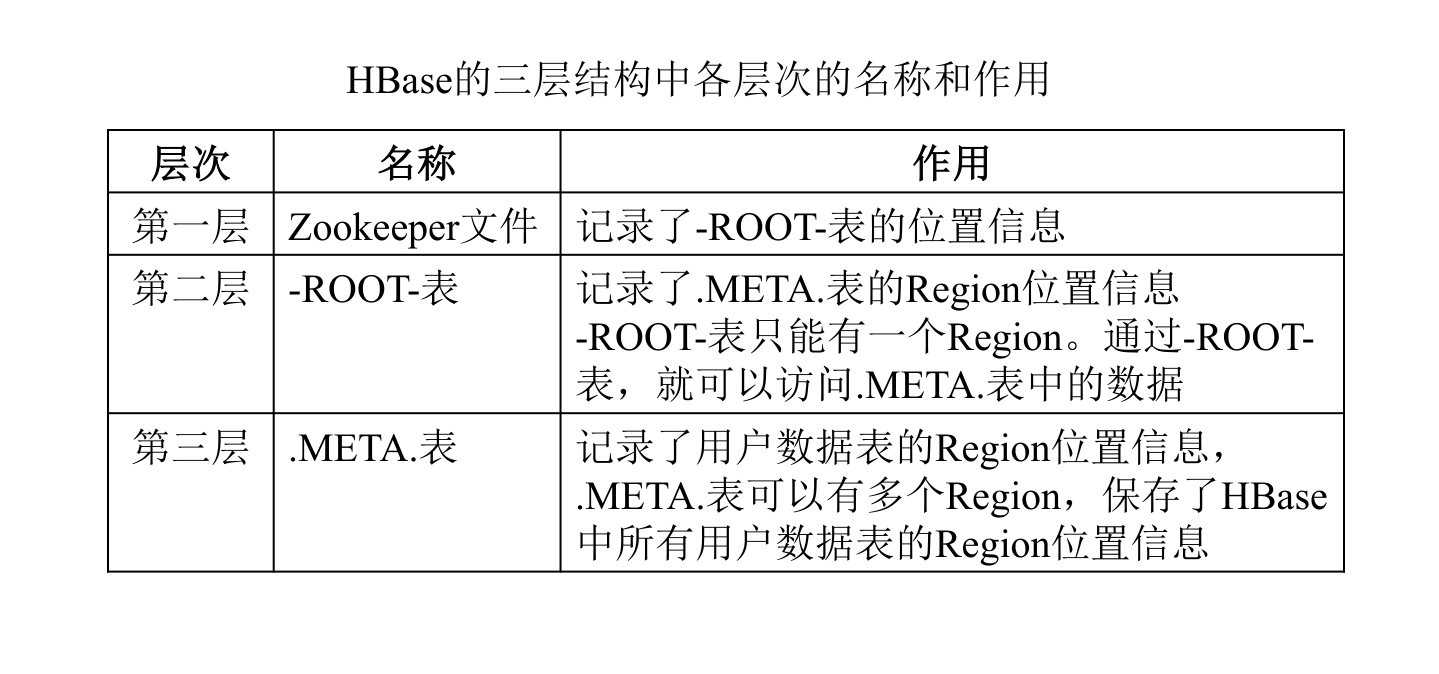 HBase的三层结构中各层次的名称和作用
层次 名称 作用
第一层 Zookeeper文件 记录了-ROOT-表的位置信息
第二层 -ROOT-表 记录了.META.表的Region位置信息
-ROOT-表只能有一个Region。通过-ROOT-
表，就可以访问.META.表中的数据
第三层 .META.表 记录了用户数据表的Region位置信息，
.META.表可以有多个Region，保存了HBase
中所有用户数据表的Region位置信息